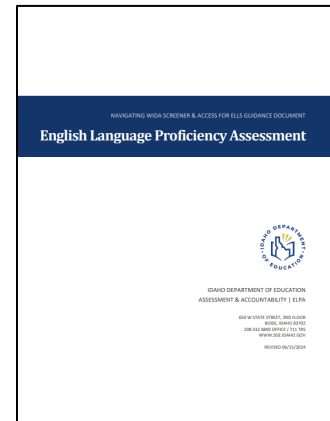 NAVIGATING WIDA SCREENER & ACCESS FOR ELLS GUIDANCE DOCUMENT
English Language Proficiency Assessment
IDAHO DEPARTMENT
OF EDUCATION
IDAHO DEPARTMENT OF EDUCATION
ASSESSMENT & ACCOUNTABILITY | ELPA
650 W STATE STREET, 2ND FLOOR
BOISE, IDAHO 83702
208 332 6800 OFFICE / 711 TRS
WWW.SDE.IDAHO.GOV
REVISED 06/15/2024